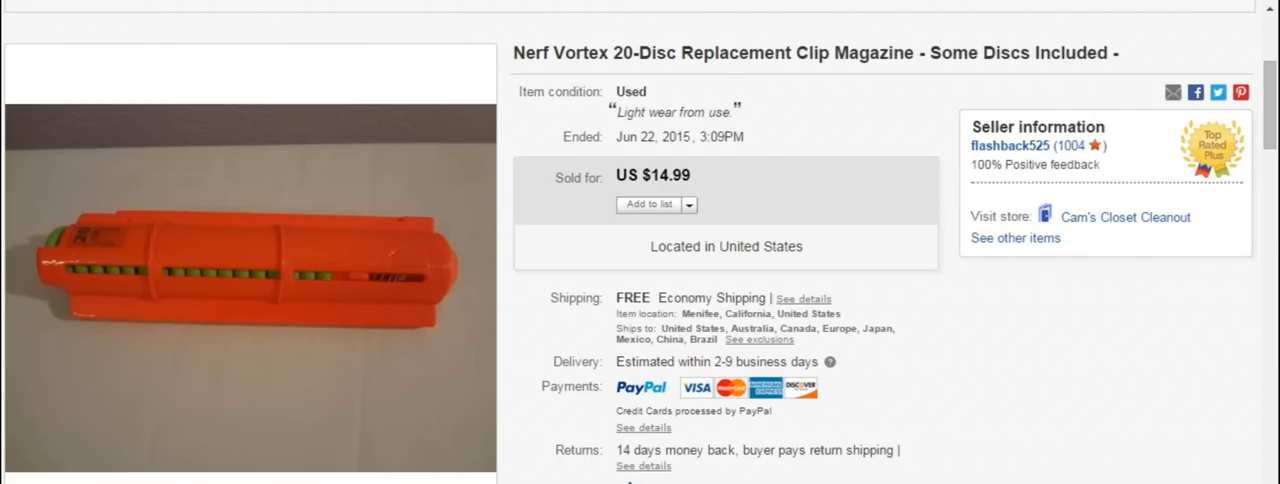 Nerf Vortex 20-Disc Replacement Clip Magazine - Some Discs Included -
Item condition: Used
“Light wear from use.”
Ended: Jun 22, 2015, 3:09PM
Sold for: US $14.99
Add to list
Located in United States
Shipping: FREE Economy Shipping | See details
Item location: Menifee, California, United States
Ships to: United States, Australia, Canada, Europe, Japan,
Mexico, China, Brazil See exclusions
Delivery: Estimated within 2-9 business days ?
Payments: PayPal VISA MasterCard AMERICAN EXPRESS DISCOVER
Credit Cards processed by PayPal
See details
Returns: 14 days money back, buyer pays return shipping |
See details
Seller information
flashback525 (1004 )
100% Positive feedback
Top
Rated
Plus
Visit store: Cam's Closet Cleanout
See other items
20